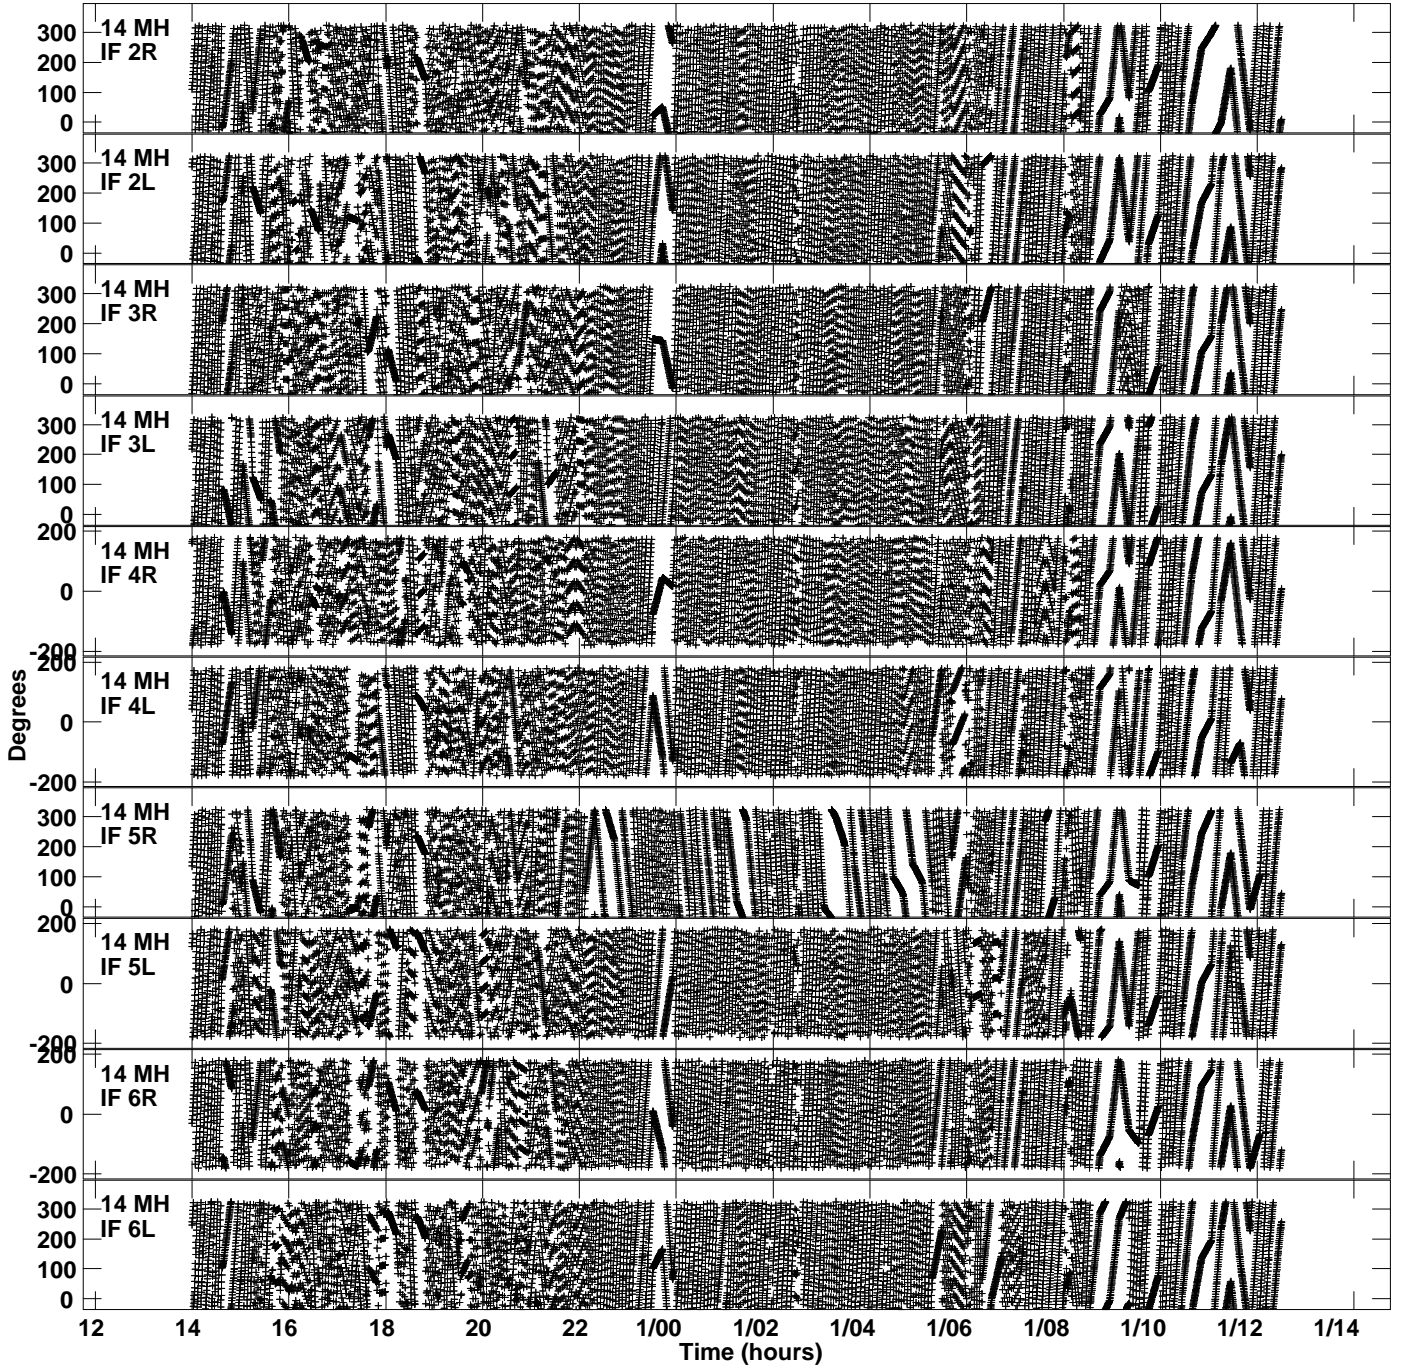 14 MH
IF 2R
300
200
100
0
14 MH
IF 2L
300
200
100
0
14 MH
IF 3R
300
200
100
0
14 MH
IF 3L
300
200
100
0
14 MH
IF 4R
200
0
-200
14 MH
IF 4L
200
0
-200
14 MH
IF 5R
300
200
100
0
14 MH
IF 5L
200
0
-200
14 MH
IF 6R
200
0
-200
14 MH
IF 6L
300
200
100
0
Degrees
12 14 16 18 20 22 1/00 1/02 1/04 1/06 1/08 1/10 1/12 1/14
Time (hours)